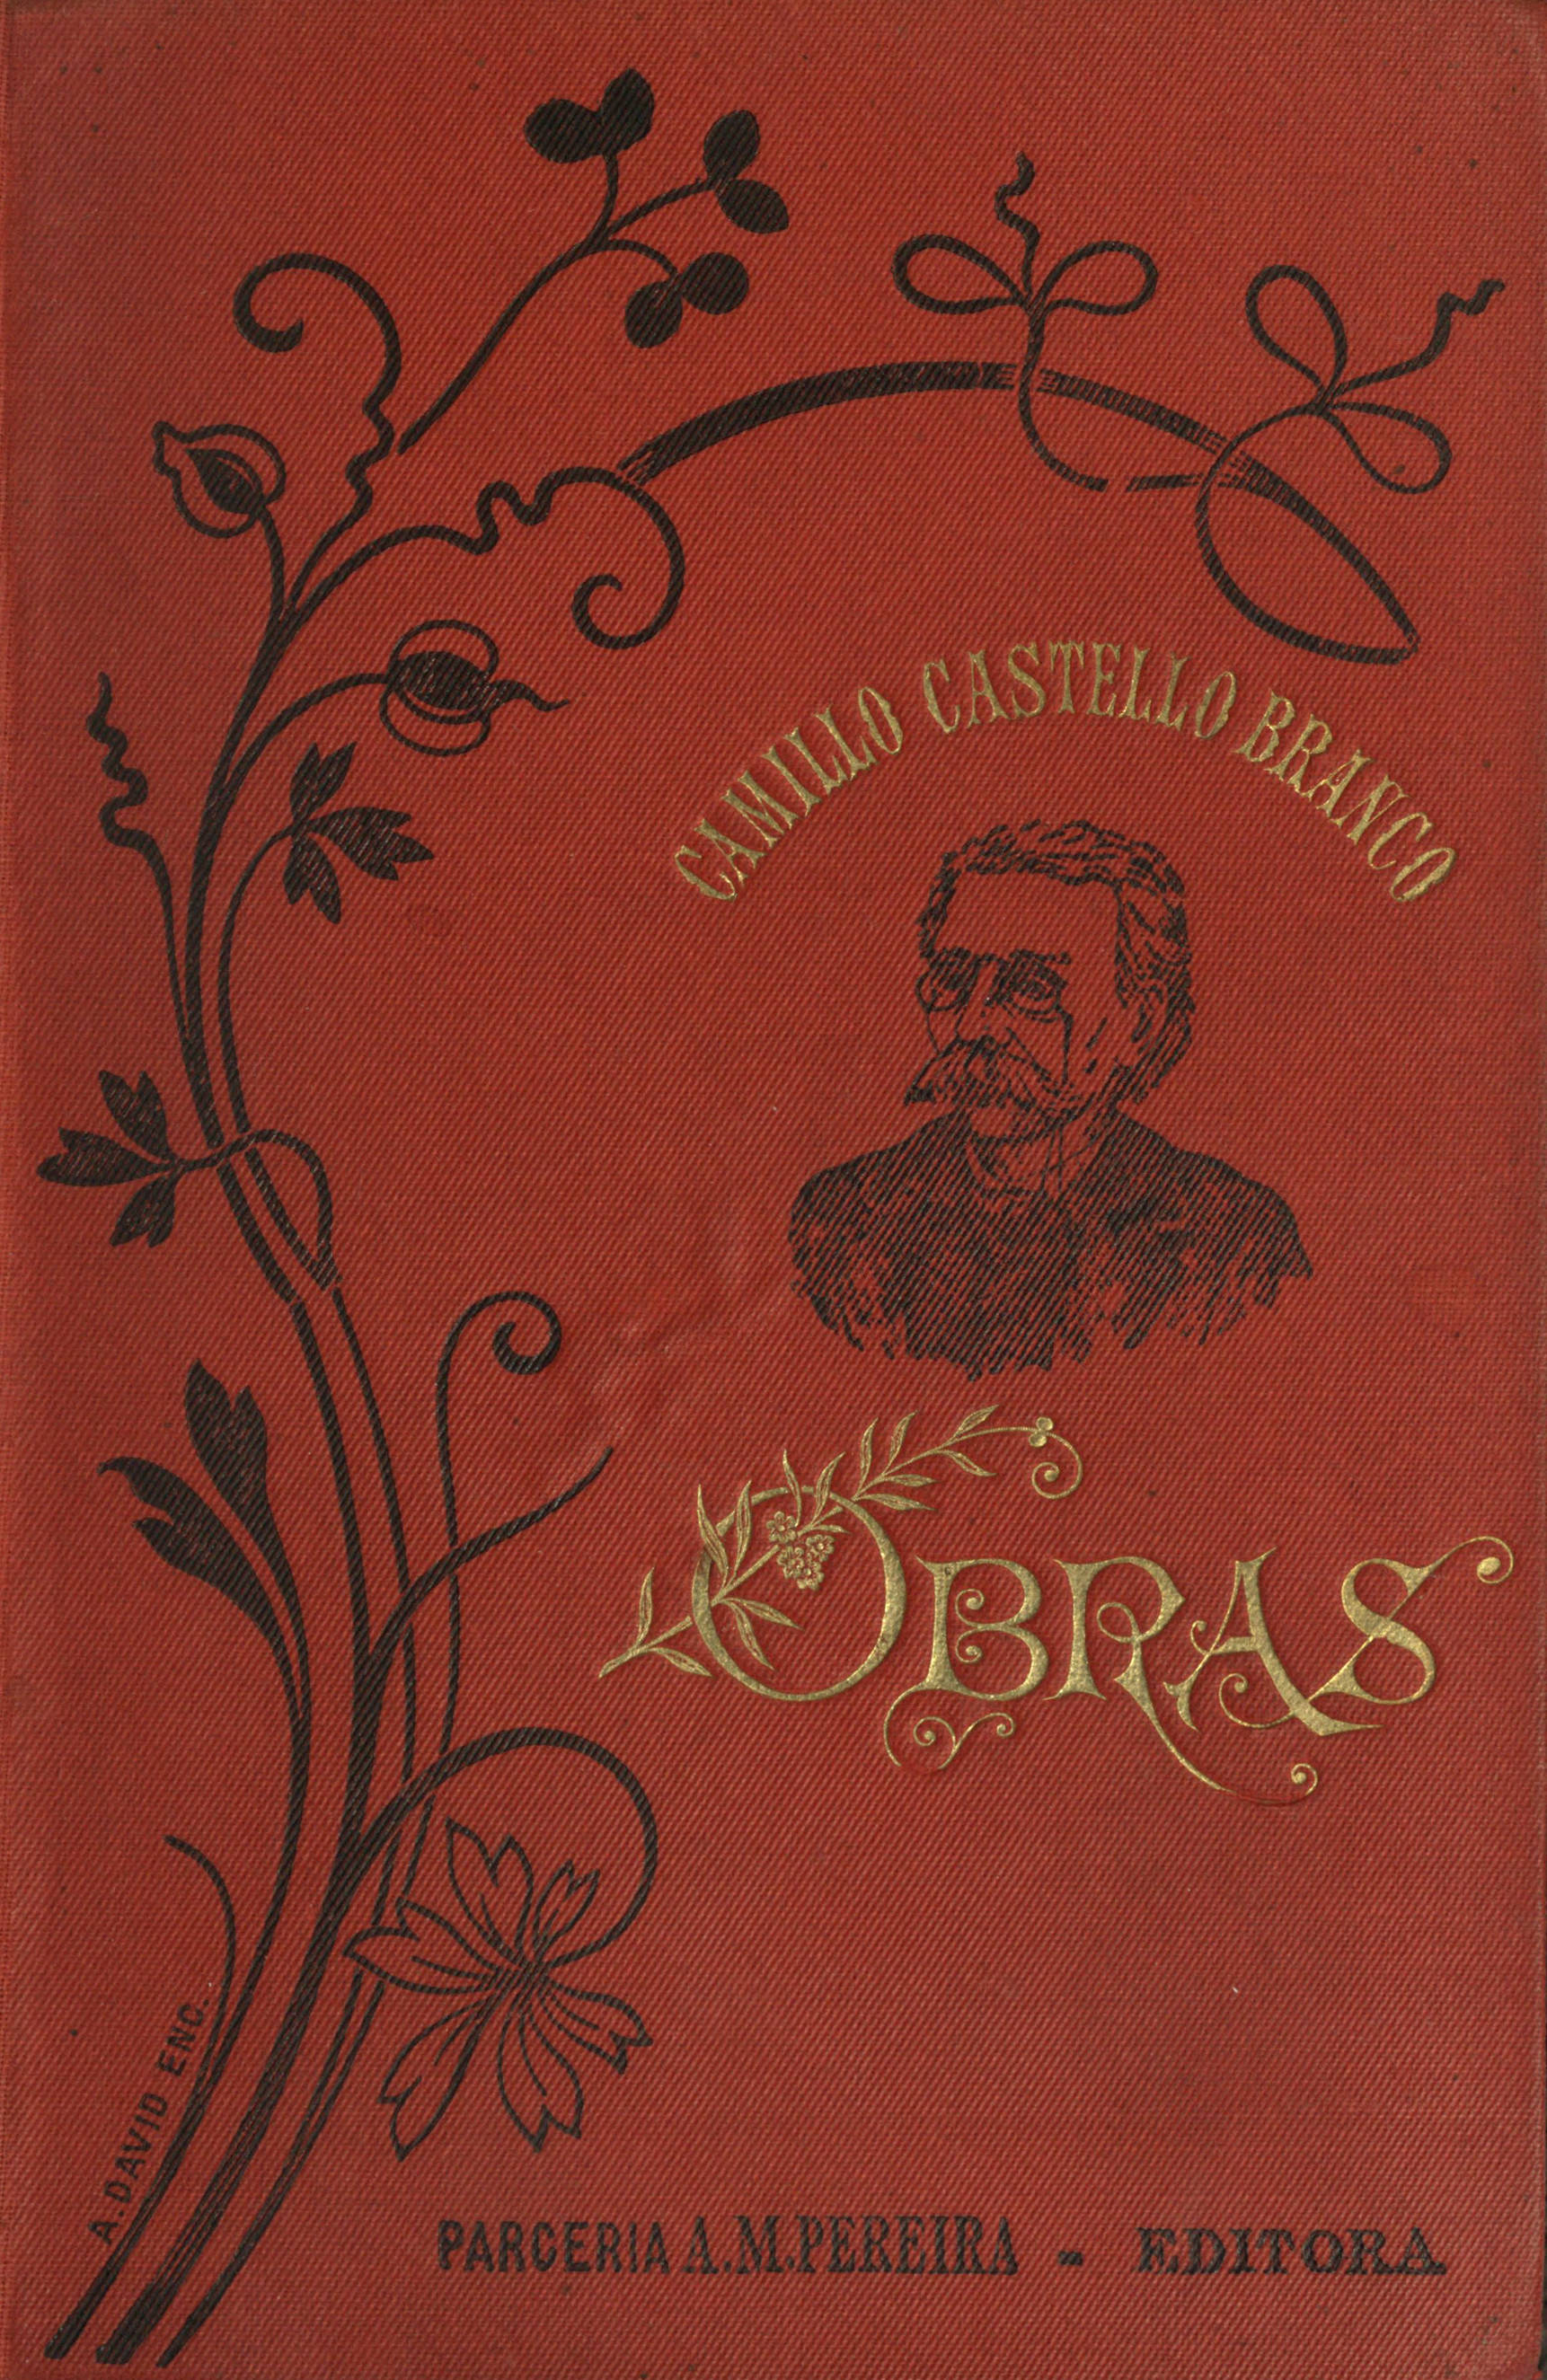 CAMILLO CASTELLO BRANCO
OBRAS
A. DAVID ENC.
PARCERIA A. M. PEREIRA - EDITORA